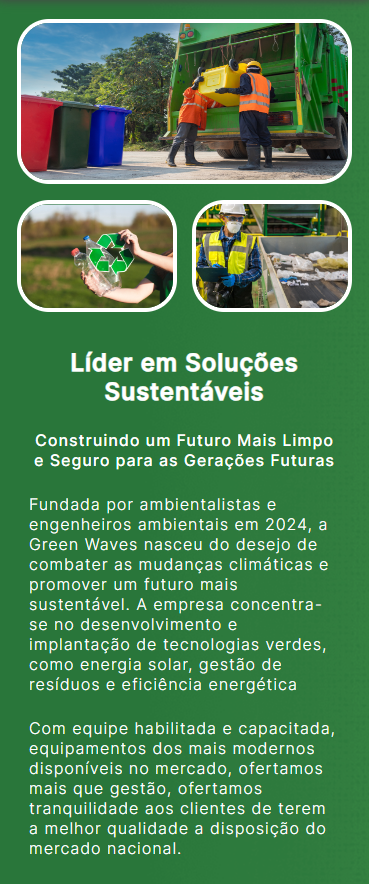 Líder em Soluções
Sustentáveis
Construindo um Futuro Mais Limpo
e Seguro para as Gerações Futuras
Fundada por ambientalistas e
engenheiros ambientais em 2024, a
Green Waves nasceu do desejo de
combater as mudanças climáticas e
promover um futuro mais
sustentável. A empresa concentra-
se no desenvolvimento e
implantação de tecnologias verdes,
como energia solar, gestão de
resíduos e eficiência energética
Com equipe habilitada e capacitada,
equipamentos dos mais modernos
disponíveis no mercado, ofertamos
mais que gestão, ofertamos
tranquilidade aos clientes de terem
a melhor qualidade a disposição do
mercado nacional.